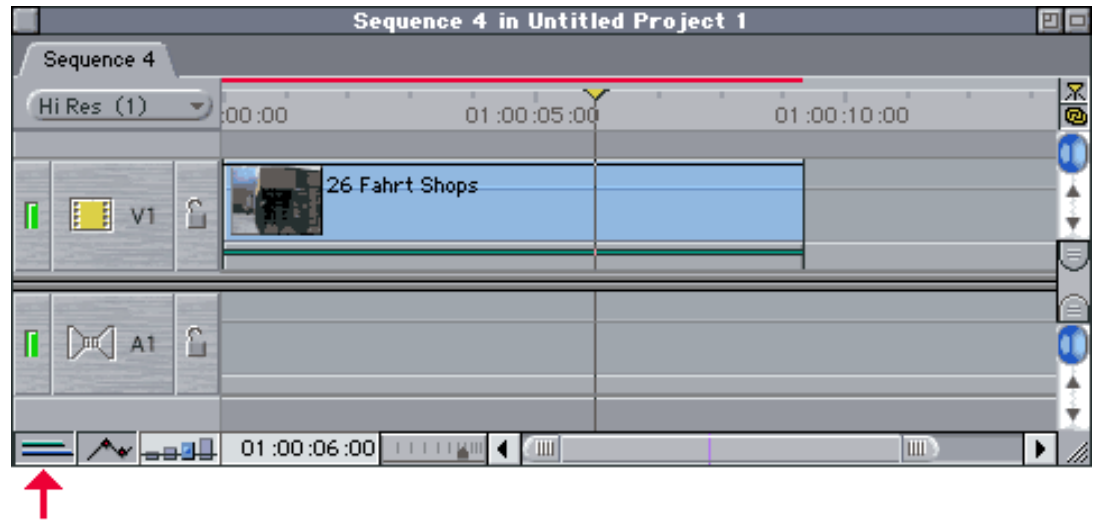 Sequence 4 in Untitled Project 1
Sequence 4
Hi Res (1)
:00:00 01:00:05:00 01:00:10:00
26 Fahrt Shops
V1
A1
01:00:06:00